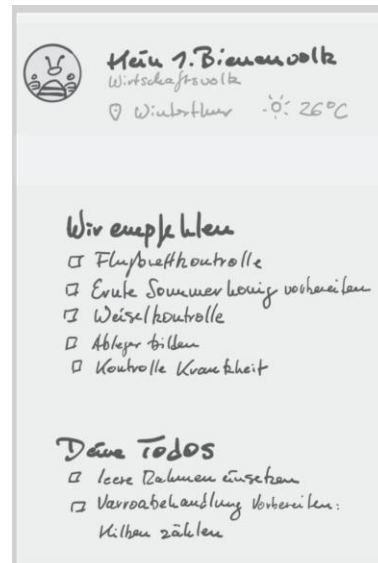 Mein 1. Bienenvolk
Wirtschaftsvolk
Winterthur 26°C
Wir empfehlen
Flugbrettkontrolle
Ernte Sommerhonig vorbereiten
Weiselkontrolle
Ableger bilden
Kontrolle Krankheit
Deine Todos
leere Rahmen einsetzen
Varroabehandlung Vorbereiten:
Milben zählen